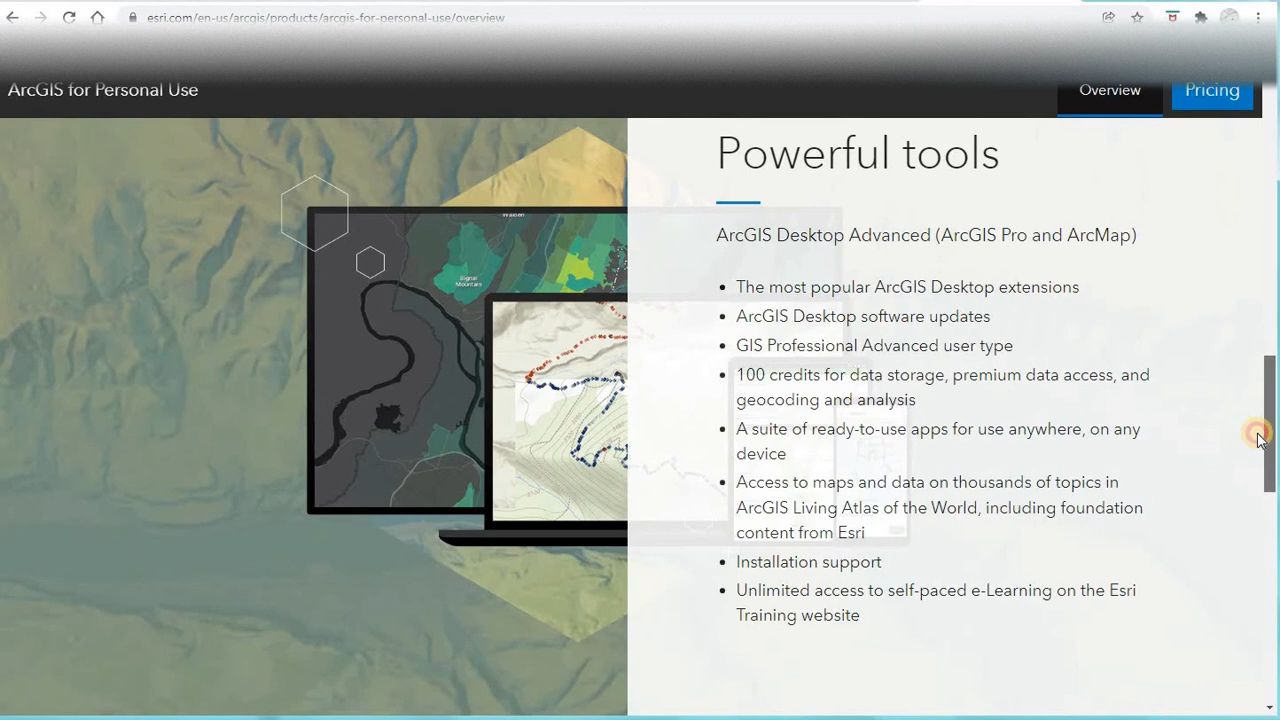 esri.com/en-us/arcgis/products/arcgis-for-personal-use/overview
ArcGIS for Personal Use
Overview
Pricing
Powerful tools
ArcGIS Desktop Advanced (ArcGIS Pro and ArcMap)
• The most popular ArcGIS Desktop extensions
• ArcGIS Desktop software updates
• GIS Professional Advanced user type
• 100 credits for data storage, premium data access, and
geocoding and analysis
• A suite of ready-to-use apps for use anywhere, on any
device
• Access to maps and data on thousands of topics in
ArcGIS Living Atlas of the World, including foundation
content from Esri
• Installation support
• Unlimited access to self-paced e-Learning on the Esri
Training website
Signal
Mountain